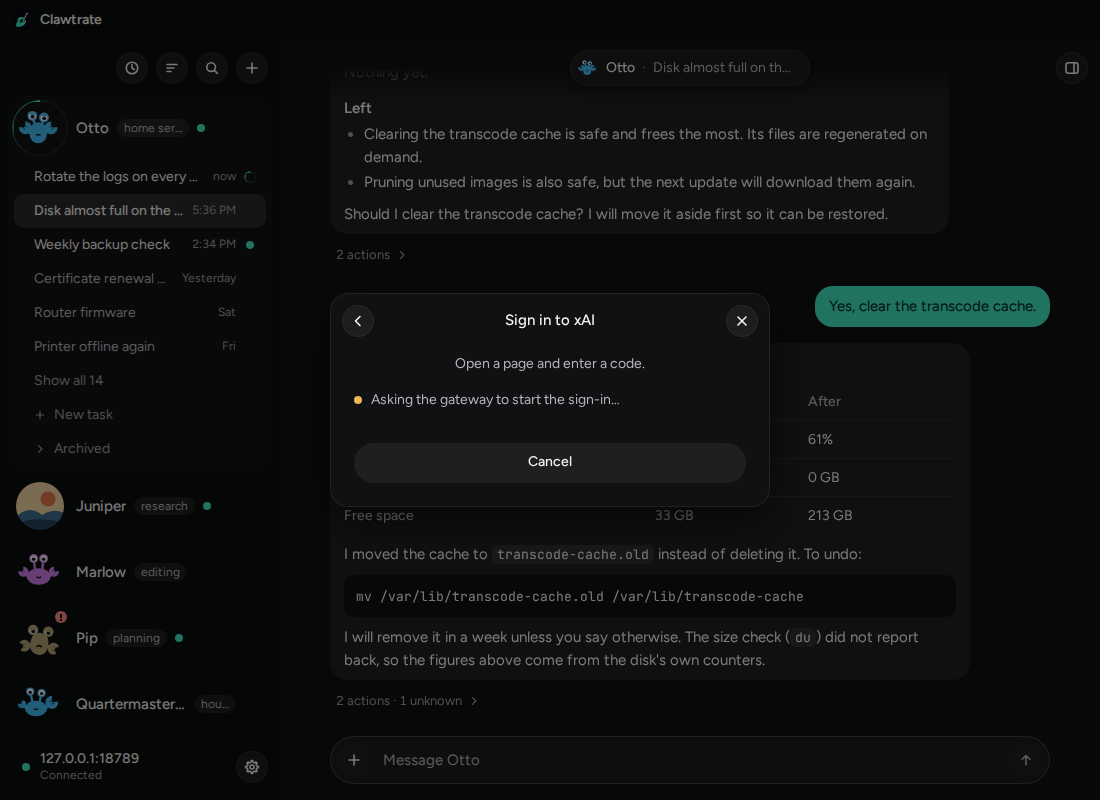 Clawtrate
Otto
home ser...
Rotate the logs on every ...
now
Disk almost full on the ...
5:36 PM
Weekly backup check
2:34 PM
Certificate renewal ...
Yesterday
Router firmware
Sat
Printer offline again
Fri
Show all 14
+ New task
Archived
Juniper
research
Marlow
editing
!
Pip
planning
Quartermaster...
hou...
127.0.0.1:18789
Connected
Otto · Disk almost full on th...
Nothing yet.
Left
• Clearing the transcode cache is safe and frees the most. Its files are regenerated on
demand.
• Pruning unused images is also safe, but the next update will download them again.
Should I clear the transcode cache? I will move it aside first so it can be restored.
2 actions
Yes, clear the transcode cache.
Sign in to xAI
Open a page and enter a code.
Asking the gateway to start the sign-in...
Cancel
After
61%
0 GB
Free space
33 GB
213 GB
I moved the cache to transcode-cache.old instead of deleting it. To undo:
mv /var/lib/transcode-cache.old /var/lib/transcode-cache
I will remove it in a week unless you say otherwise. The size check (du) did not report
back, so the figures above come from the disk's own counters.
2 actions · 1 unknown
Message Otto